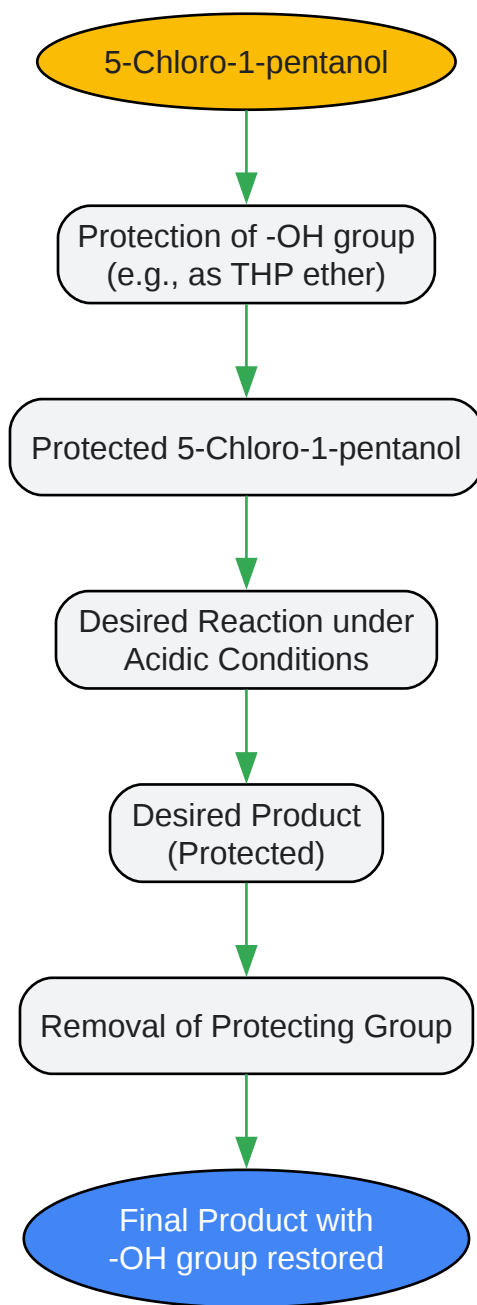 5-Chloro-1-pentanol
Protection of -OH group
(e.g., as THP ether)
Protected 5-Chloro-1-pentanol
Desired Reaction under
Acidic Conditions
Desired Product
(Protected)
Removal of Protecting Group
Final Product with
-OH group restored